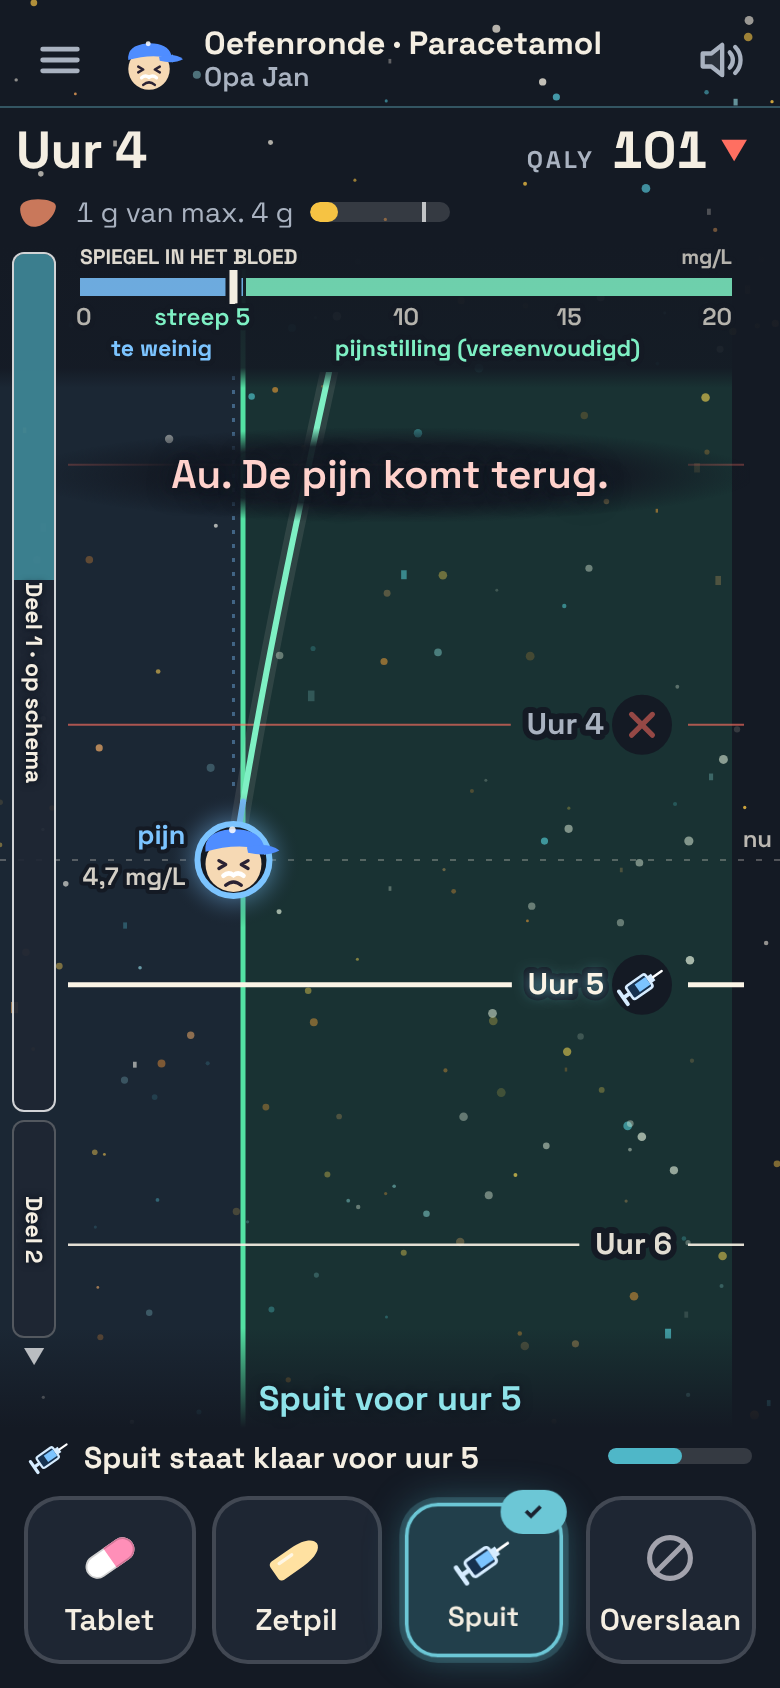 Oefenronde · Paracetamol
Opa Jan
Uur 4
QALY 101
1 g van max. 4 g
SPIEGEL IN HET BLOED mg/L
0 streep 5 10 15 20
te weinig pijnstilling (vereenvoudigd)
Au. De pijn komt terug.
Deel 1 · op schema
Uur 4
pijn
nu
4,7 mg/L
Uur 5
Deel 2
Uur 6
Spuit voor uur 5
Spuit staat klaar voor uur 5
Tablet Zetpil Spuit Overslaan